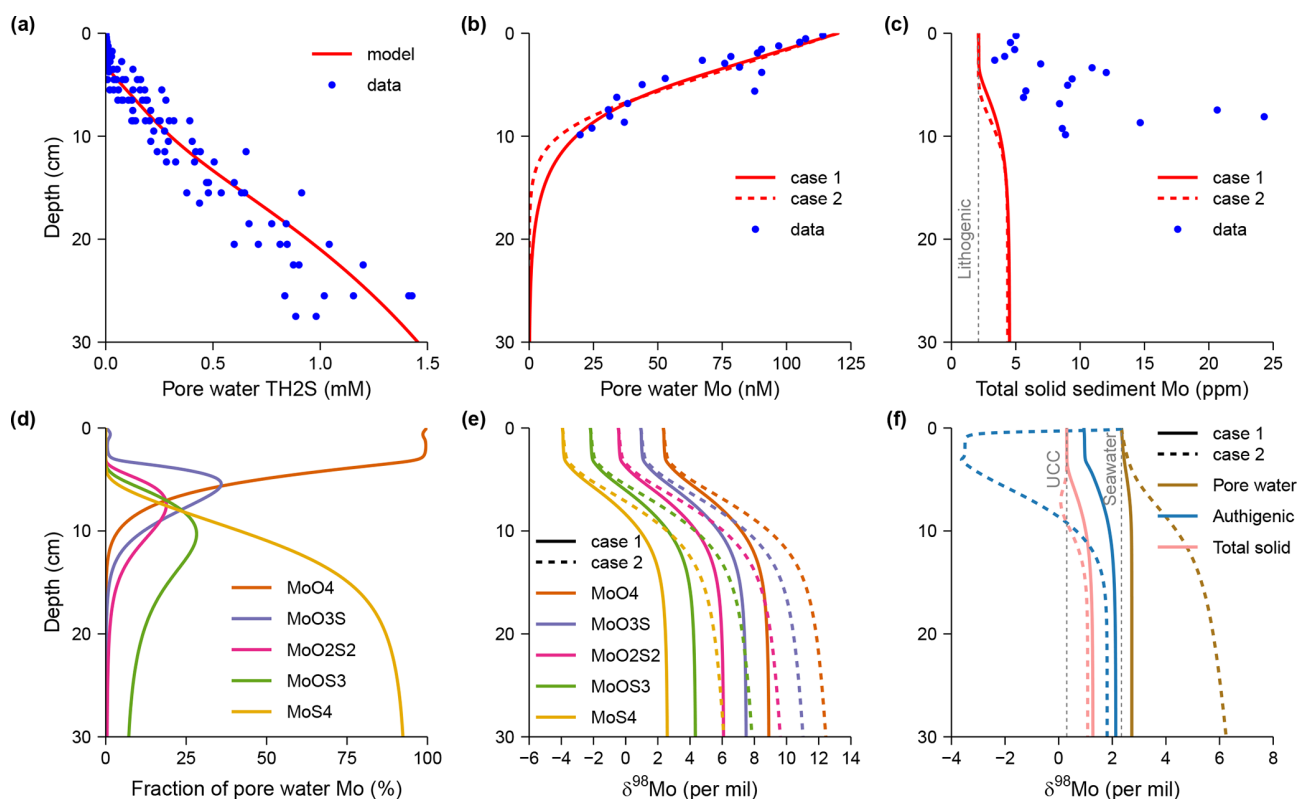 (a)
0
10
20
30
Depth (cm)
model
data
0
0.5
1.0
1.5
Pore water TH2S (mM)
(b)
0
10
20
30
case 1
case 2
data
0
25
50
75
100
125
Pore water Mo (nM)
(c)
0
10
20
30
Lithogenic
case 1
case 2
data
0
5
10
15
20
25
Total solid sediment Mo (ppm)
(d)
0
10
20
30
Depth (cm)
MoO4
MoO3S
MoO2S2
MoOS3
MoS4
0
25
50
75
100
Fraction of pore water Mo (%)
(e)
0
10
20
30
case 1
case 2
MoO4
MoO3S
MoO2S2
MoOS3
MoS4
−6
−4
−2
0
2
4
6
8
10
12
14
δ⁹⁸Mo (per mil)
(f)
0
10
20
30
UCC
Seawater
case 1
case 2
Pore water
Authigenic
Total solid
−4
−2
0
2
4
6
8
δ⁹⁸Mo (per mil)